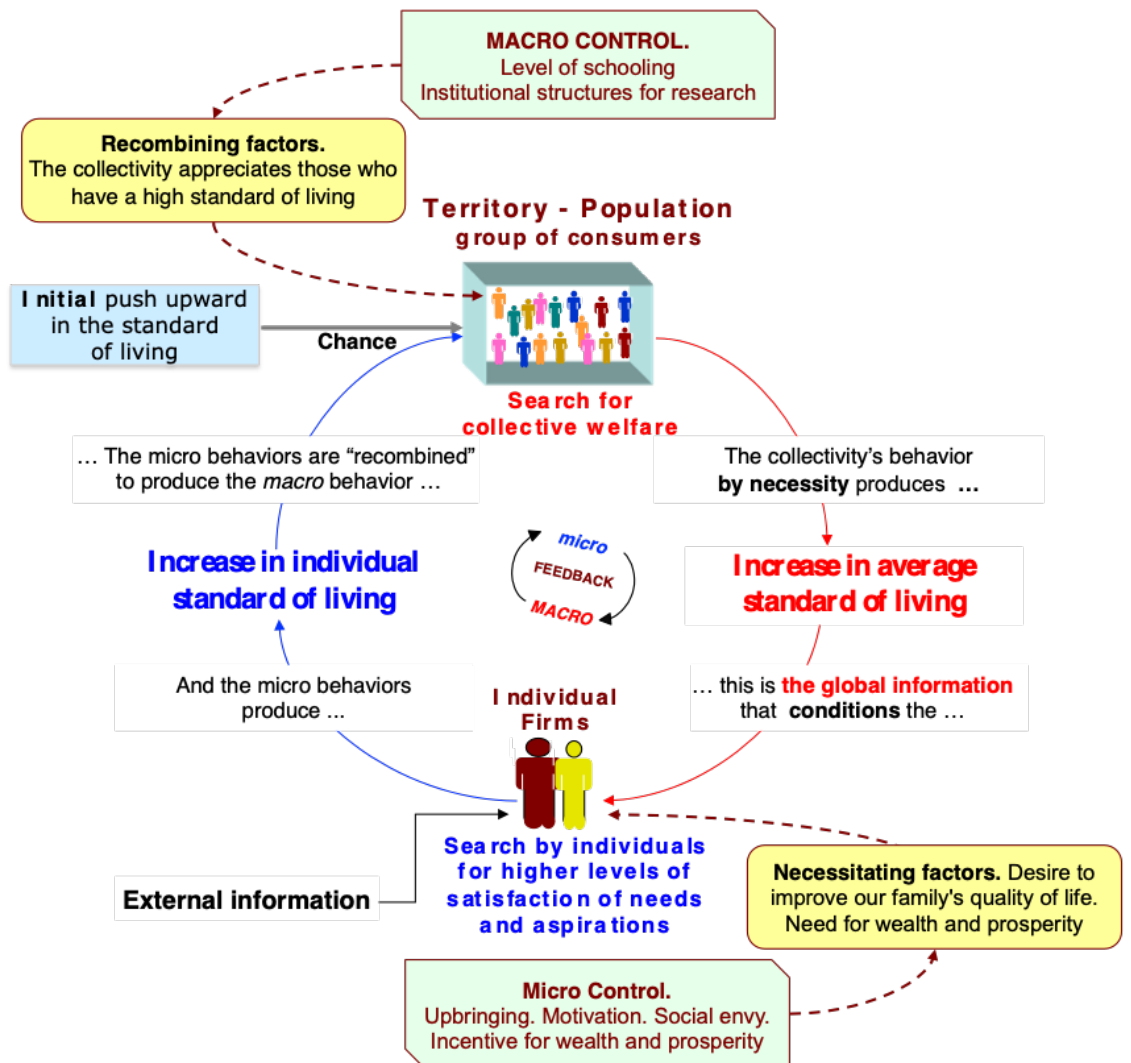 MACRO CONTROL.
Level of schooling
Institutional structures for research
Recombining factors.
The collectivity appreciates those who
have a high standard of living
Territory - Population
group of consumers
Initial push upward
in the standard
of living
Chance
Search for
collective welfare
… The micro behaviors are “recombined”
to produce the macro behavior …
The collectivity’s behavior
by necessity produces …
micro
FEEDBACK
MACRO
Increase in individual
standard of living
Increase in average
standard of living
And the micro behaviors
produce ...
… this is the global information
that conditions the …
Individual
Firms
Search by individuals
for higher levels of
satisfaction of needs
and aspirations
External information
Necessitating factors. Desire to
improve our family's quality of life.
Need for wealth and prosperity
Micro Control.
Upbringing. Motivation. Social envy.
Incentive for wealth and prosperity